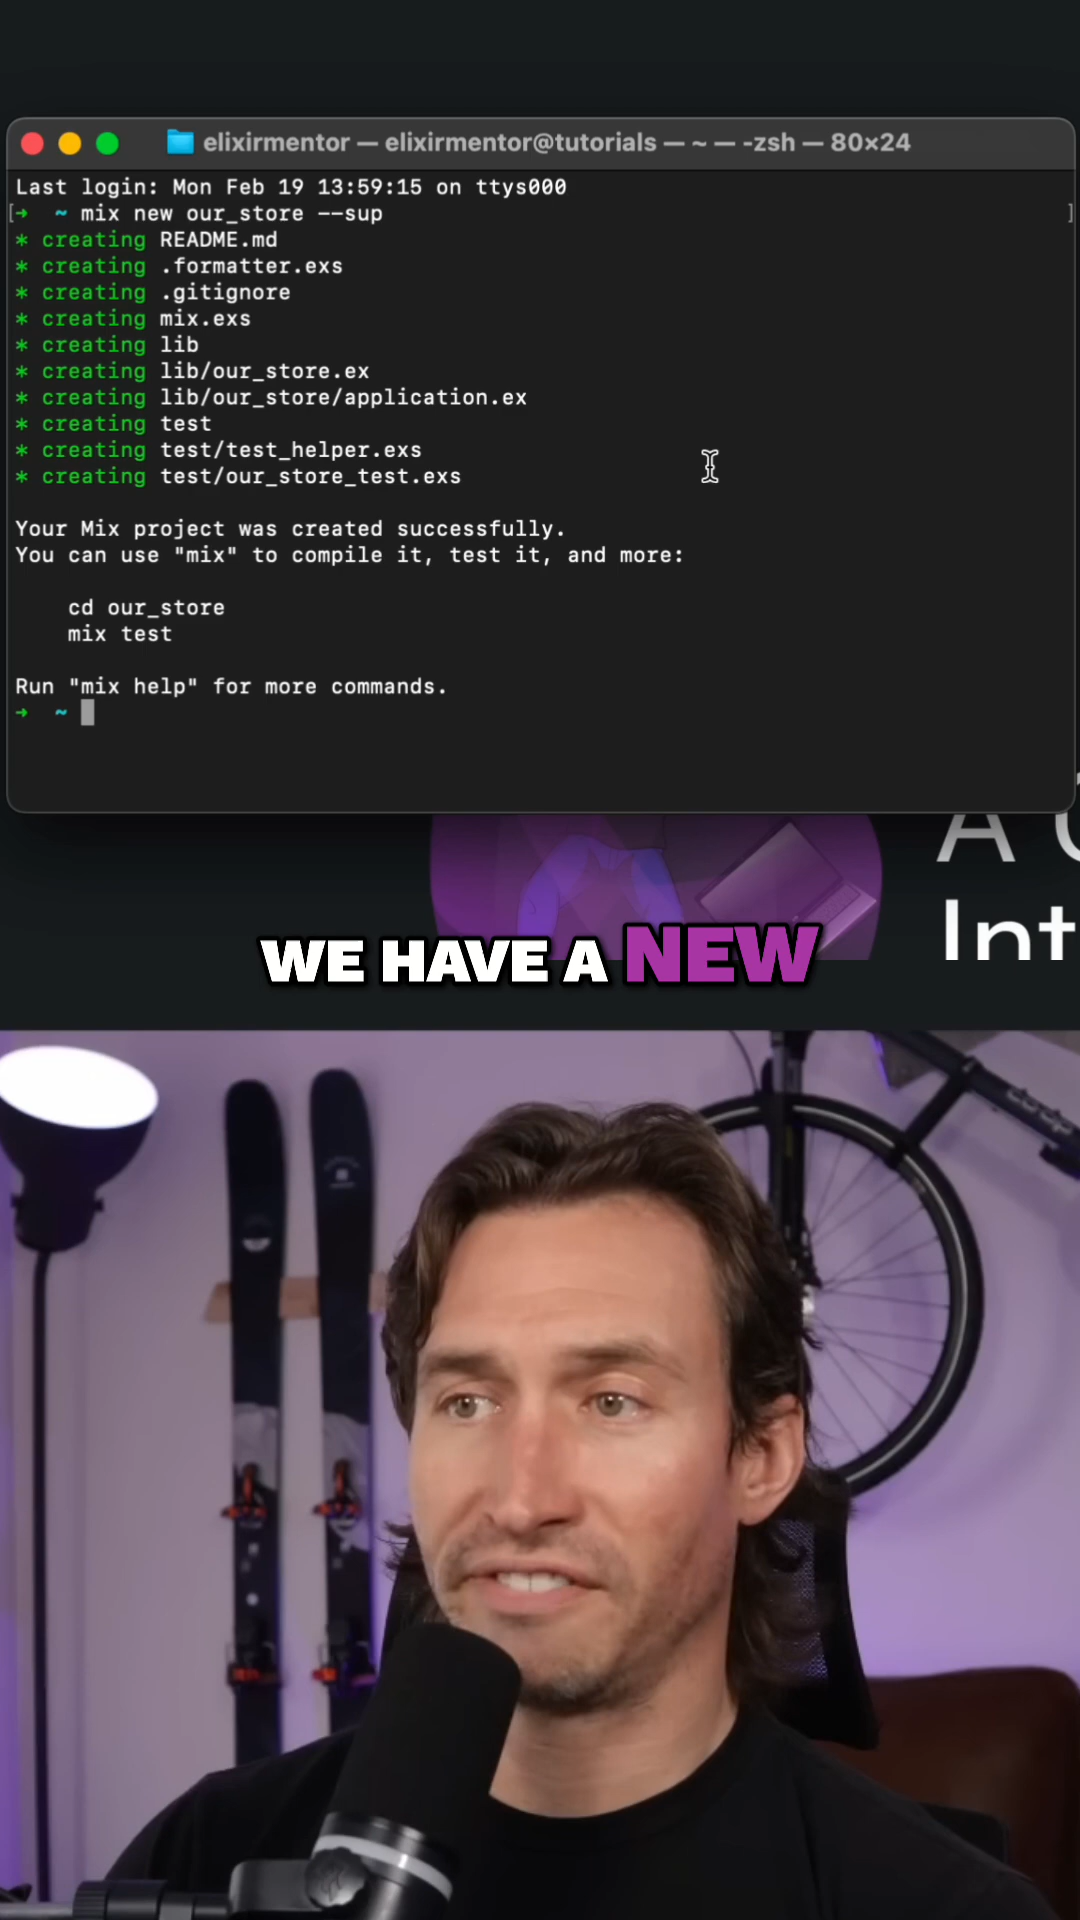 elixirmentor — elixirmentor@tutorials — ~ — -zsh — 80×24
Last login: Mon Feb 19 13:59:15 on ttys000
[➜  ~ mix new our_store --sup ]
* creating README.md
* creating .formatter.exs
* creating .gitignore
* creating mix.exs
* creating lib
* creating lib/our_store.ex
* creating lib/our_store/application.ex
* creating test
* creating test/test_helper.exs
* creating test/our_store_test.exs
Your Mix project was created successfully.
You can use "mix" to compile it, test it, and more:
cd our_store
mix test
Run "mix help" for more commands.
➜  ~
A
Int
WE HAVE A NEW